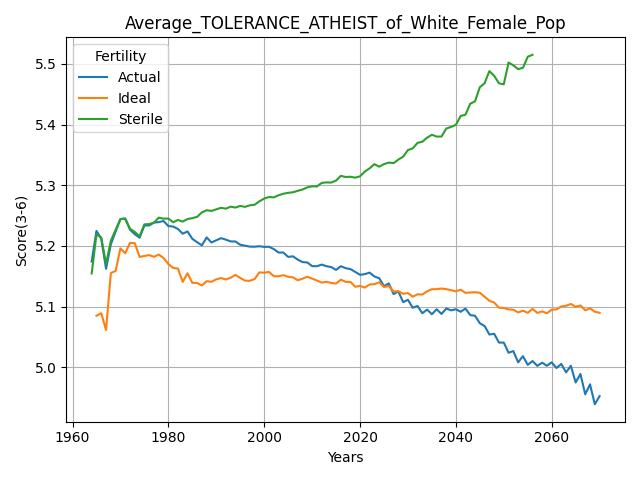 Average_TOLERANCE_ATHEIST_of_White_Female_Pop
Fertility
Actual
Ideal
Sterile
Score(3-6)
5.5
5.4
5.3
5.2
5.1
5.0
1960 1980 2000 2020 2040 2060
Years